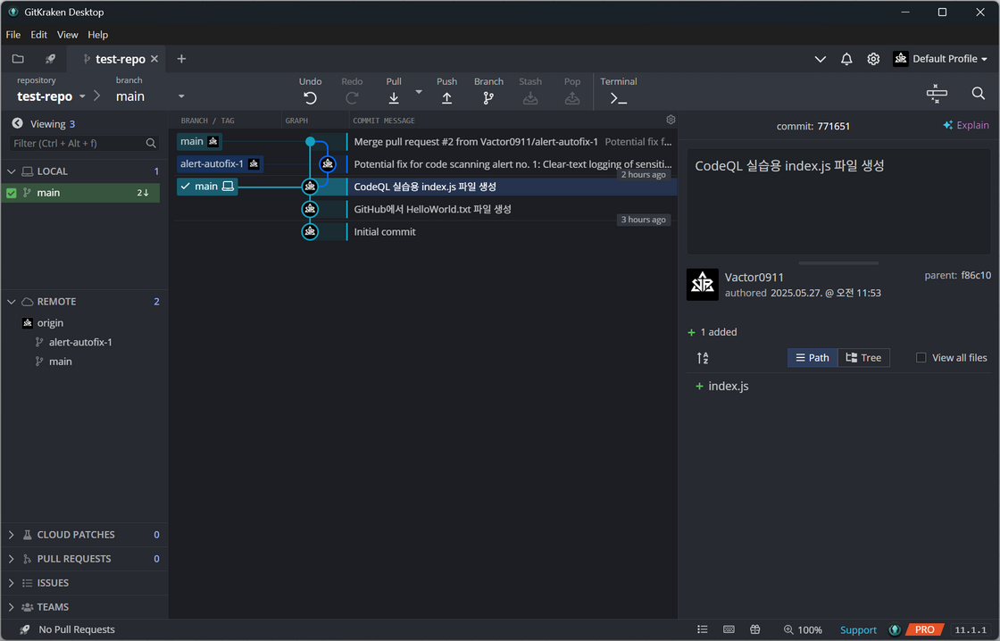 GitKraken Desktop
File Edit View Help
test-repo
Default Profile
repository
test-repo
branch
main
Undo Redo Pull Push Branch Stash Pop Terminal
Viewing 3
Filter (Ctrl + Alt + f)
LOCAL 1
main 2↓
REMOTE 2
origin
alert-autofix-1
main
CLOUD PATCHES 0
PULL REQUESTS 0
ISSUES
TEAMS
BRANCH / TAG GRAPH COMMIT MESSAGE
main Merge pull request #2 from Vactor0911/alert-autofix-1 Potential fix f...
alert-autofix-1 Potential fix for code scanning alert no. 1: Clear-text logging of sensiti...
2 hours ago
main CodeQL 실습용 index.js 파일 생성
GitHub에서 HelloWorld.txt 파일 생성
3 hours ago
Initial commit
commit: 771651 Explain
CodeQL 실습용 index.js 파일 생성
Vactor0911
authored 2025.05.27. @ 오전 11:53
parent: f86c10
+ 1 added
A Z Path Tree View all files
+ index.js
No Pull Requests
100% Support PRO 11.1.1